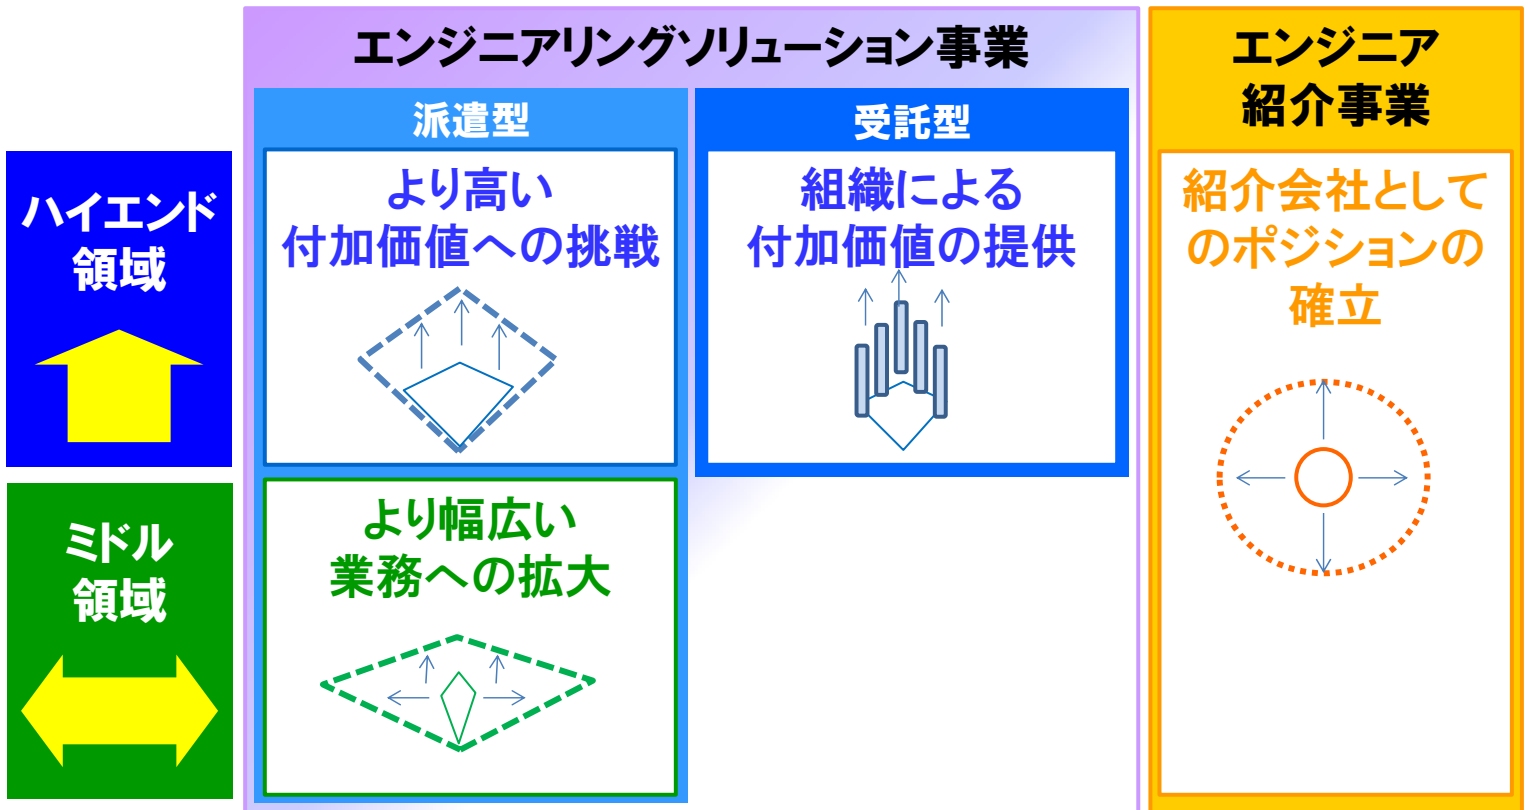 エンジニアリングソリューション事業
エンジニア
紹介事業
派遣型
受託型
ハイエンド
領域
より高い
付加価値への挑戦
組織による
付加価値の提供
紹介会社として
のポジションの
確立
ミドル
領域
より幅広い
業務への拡大